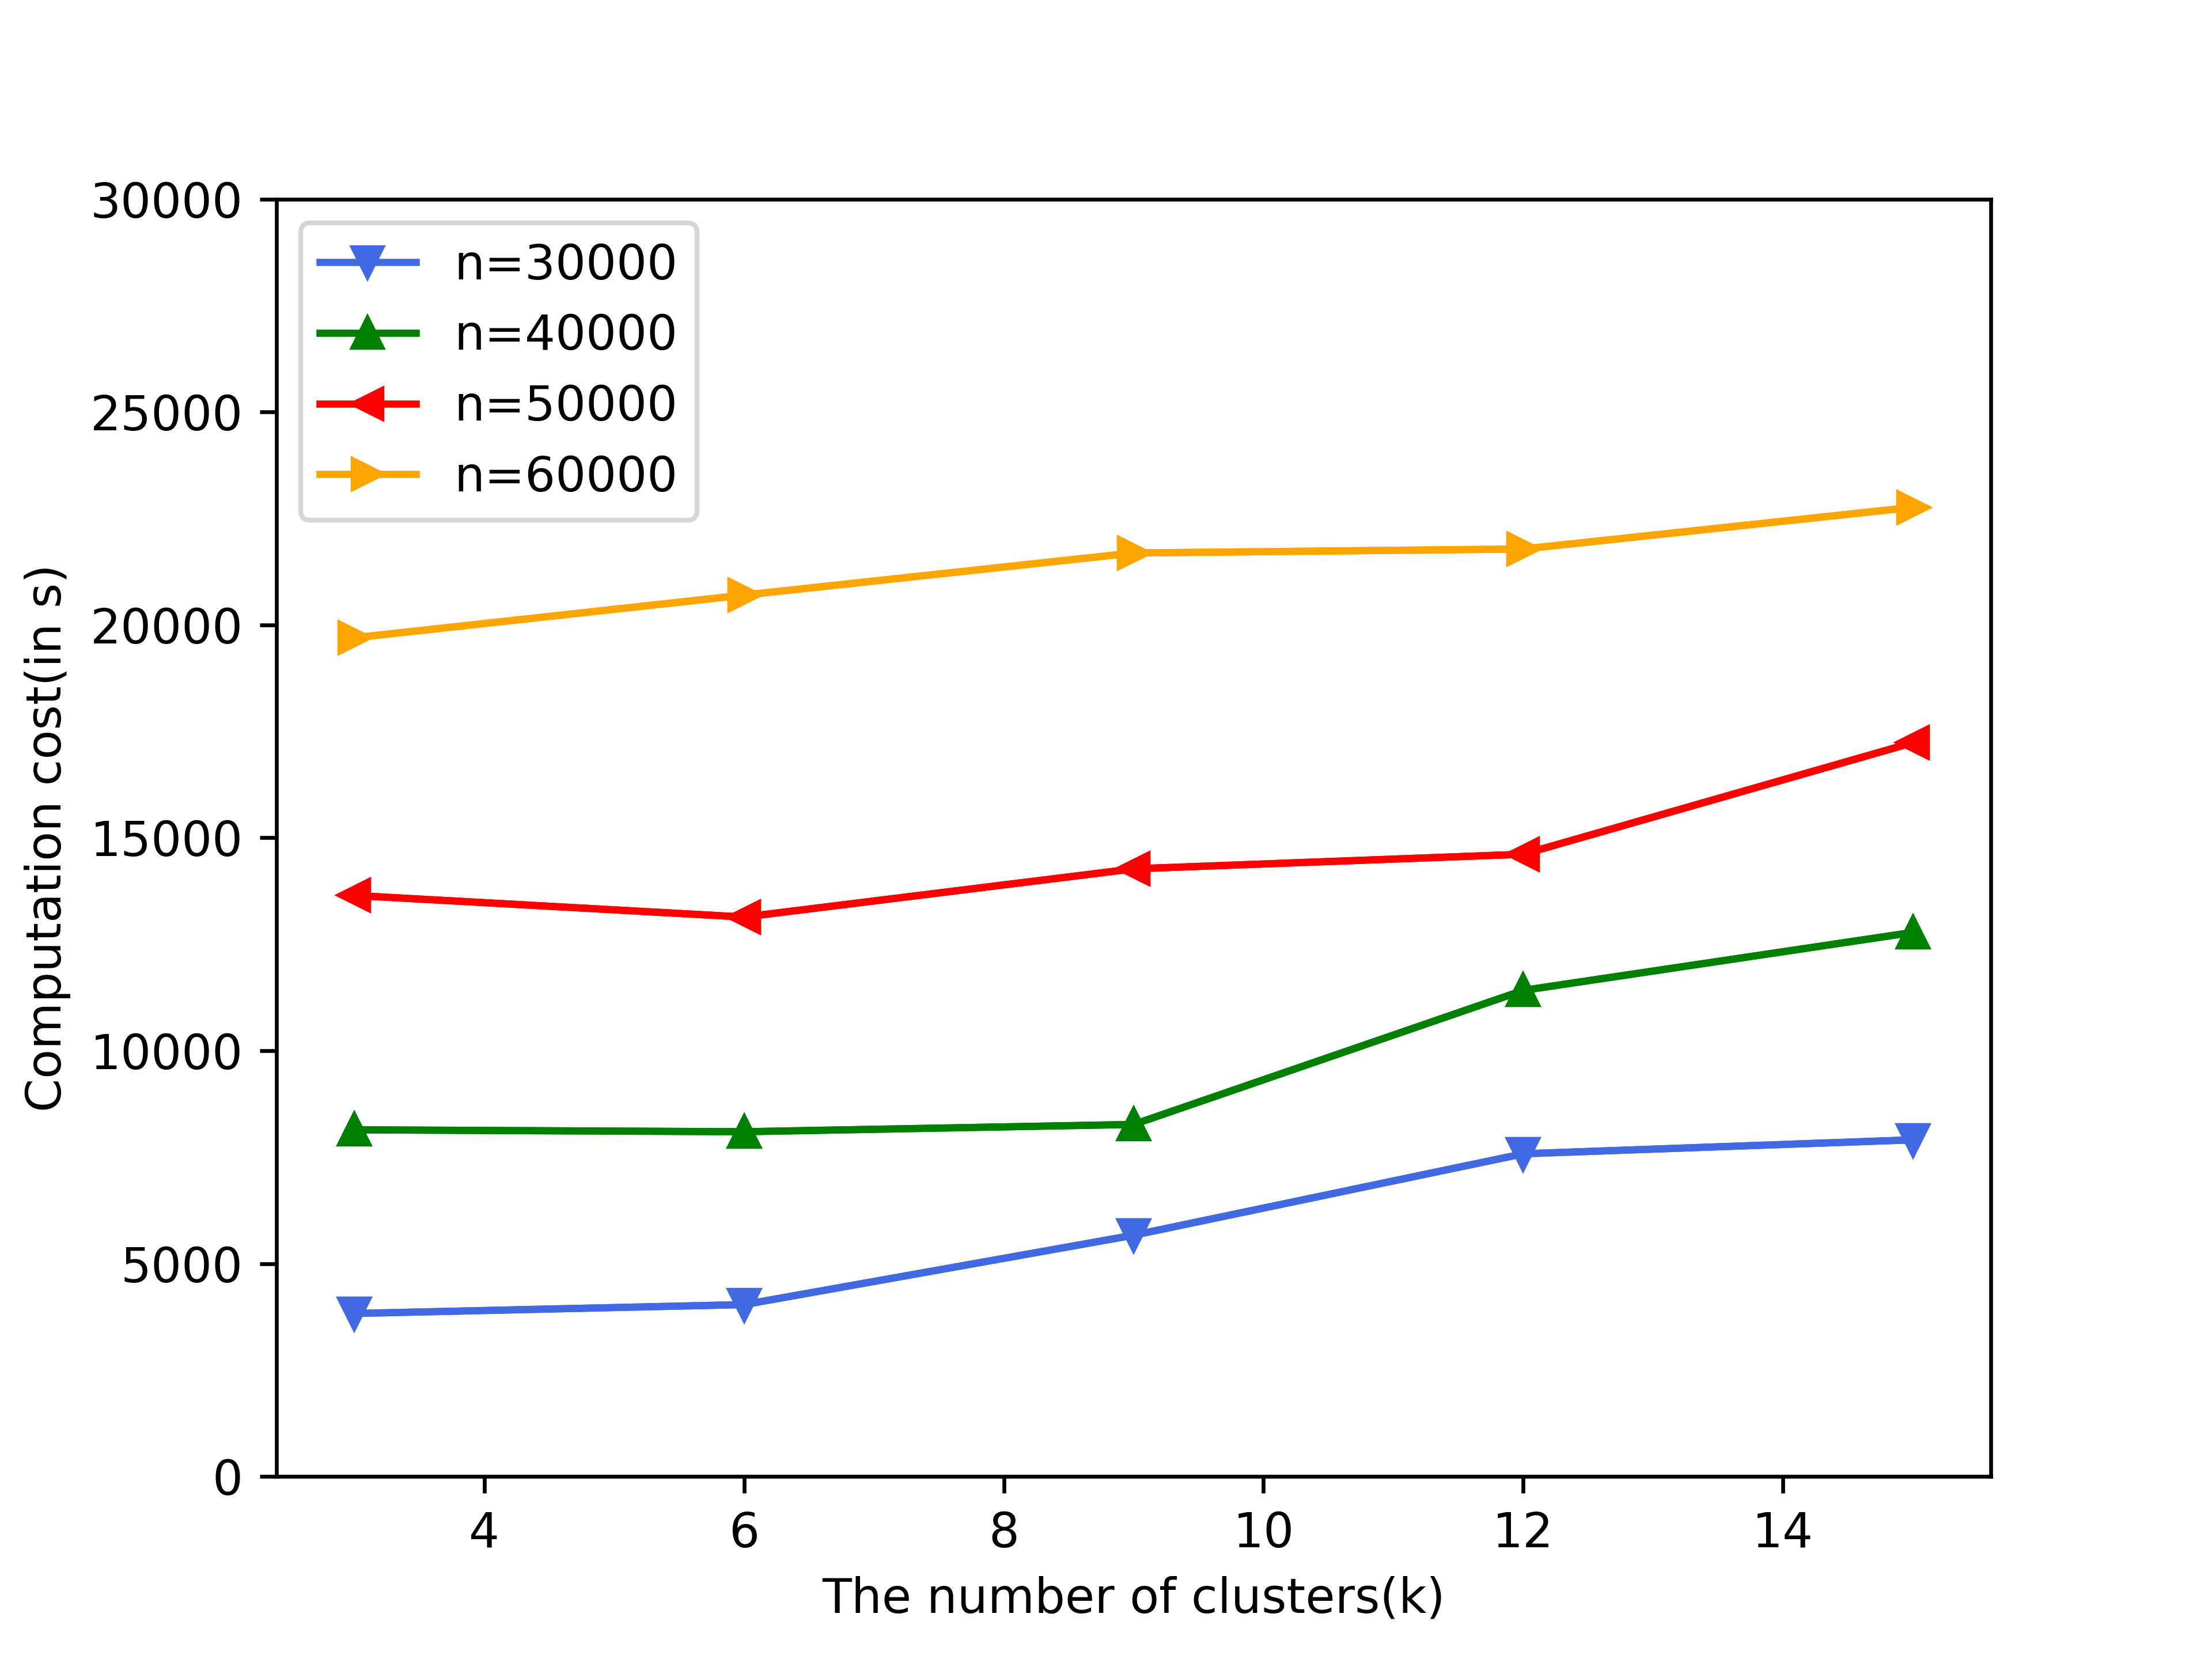 30000
25000
20000
15000
10000
5000
0
Computation cost(in s)
n=30000
n=40000
n=50000
n=60000
4 6 8 10 12 14
The number of clusters(k)